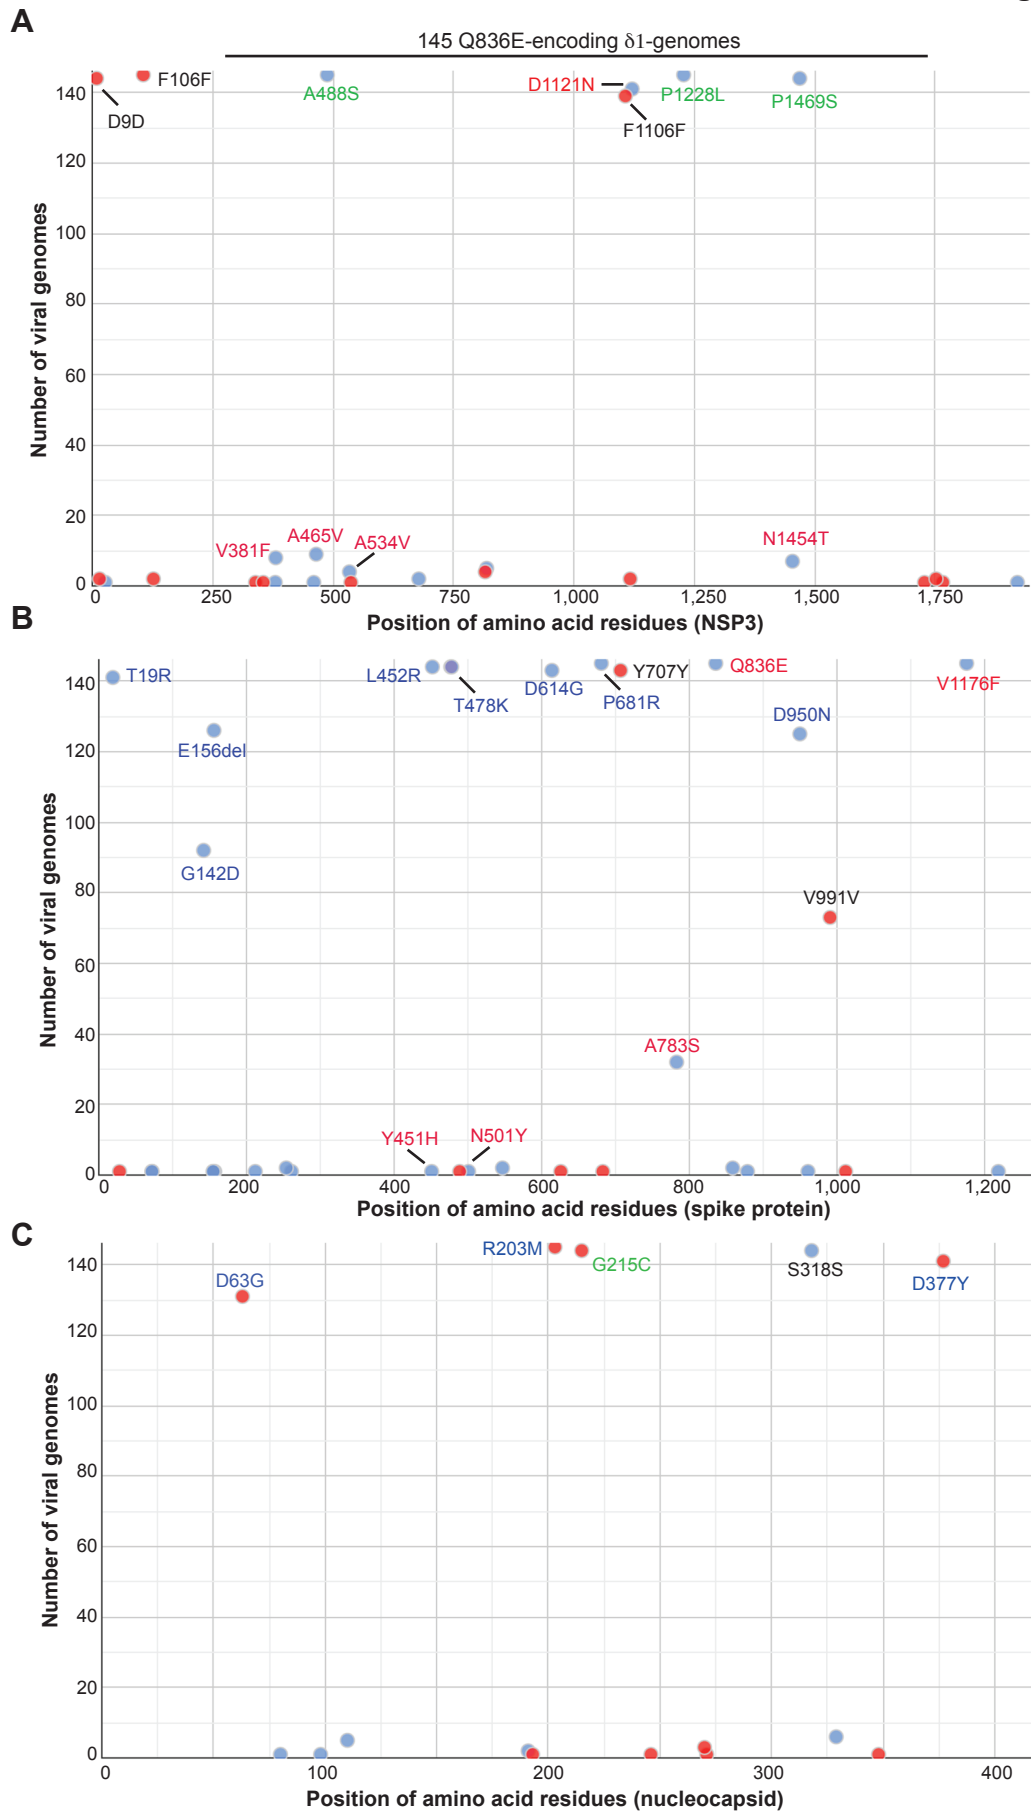 A
145 Q836E-encoding δ1-genomes
F106F
D9D
A488S
D1121N
F1106F
P1228L
P1469S
140
120
100
80
60
40
20
0
Number of viral genomes
V381F
A465V
A534V
N1454T
0 250 500 750 1,000 1,250 1,500 1,750
Position of amino acid residues (NSP3)
B
T19R
E156del
G142D
L452R
T478K
D614G
P681R
Y707Y
Q836E
D950N
V1176F
V991V
A783S
Y451H
N501Y
140
120
100
80
60
40
20
0
Number of viral genomes
0 200 400 600 800 1,000 1,200
Position of amino acid residues (spike protein)
C
D63G
R203M
G215C
S318S
D377Y
140
120
100
80
60
40
20
0
Number of viral genomes
0 100 200 300 400
Position of amino acid residues (nucleocapsid)